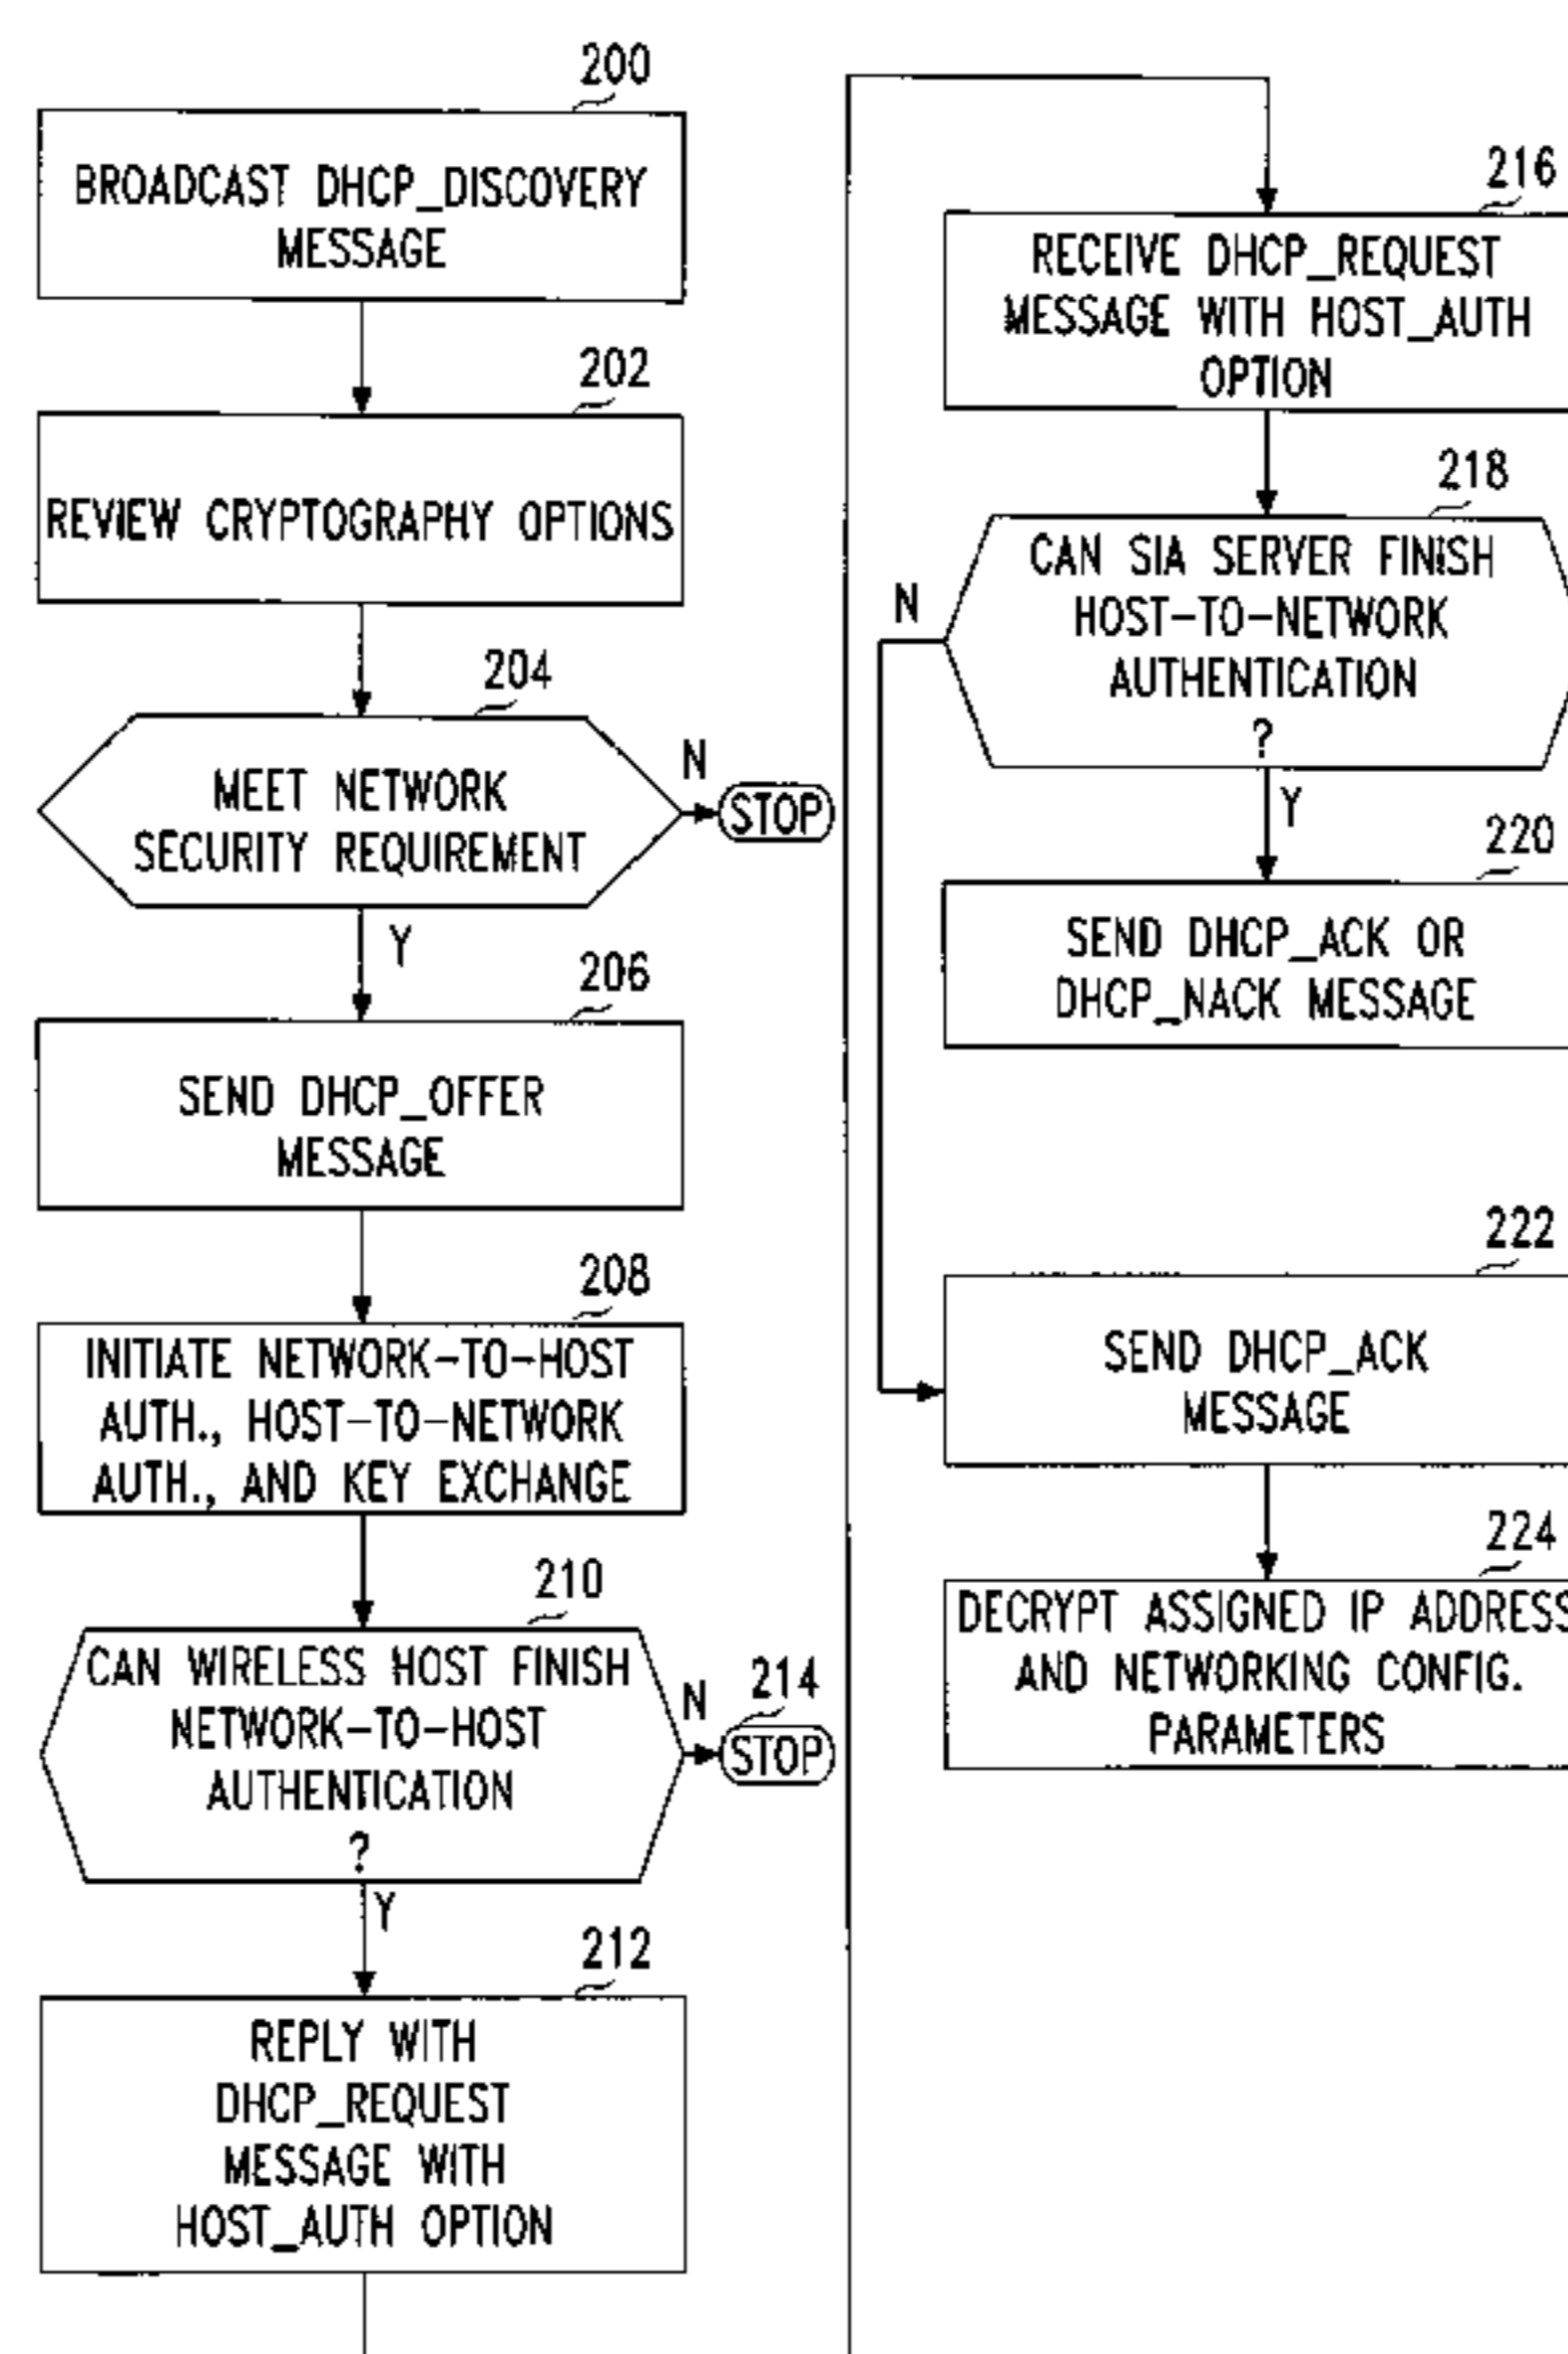 200
BROADCAST DHCP_DISCOVERY
MESSAGE
202
REVIEW CRYPTOGRAPHY OPTIONS
204
MEET NETWORK
SECURITY REQUIREMENT
N
STOP
Y
206
SEND DHCP_OFFER
MESSAGE
208
INITIATE NETWORK-TO-HOST
AUTH., HOST-TO-NETWORK
AUTH., AND KEY EXCHANGE
210
CAN WIRELESS HOST FINISH
NETWORK-TO-HOST
AUTHENTICATION
?
N
214
STOP
Y
212
REPLY WITH
DHCP_REQUEST
MESSAGE WITH
HOST_AUTH OPTION
216
RECEIVE DHCP_REQUEST
MESSAGE WITH HOST_AUTH
OPTION
218
CAN SIA SERVER FINISH
HOST-TO-NETWORK
AUTHENTICATION
?
N
Y
220
SEND DHCP_ACK OR
DHCP_NACK MESSAGE
222
SEND DHCP_ACK
MESSAGE
224
DECRYPT ASSIGNED IP ADDRESS
AND NETWORKING CONFIG.
PARAMETERS